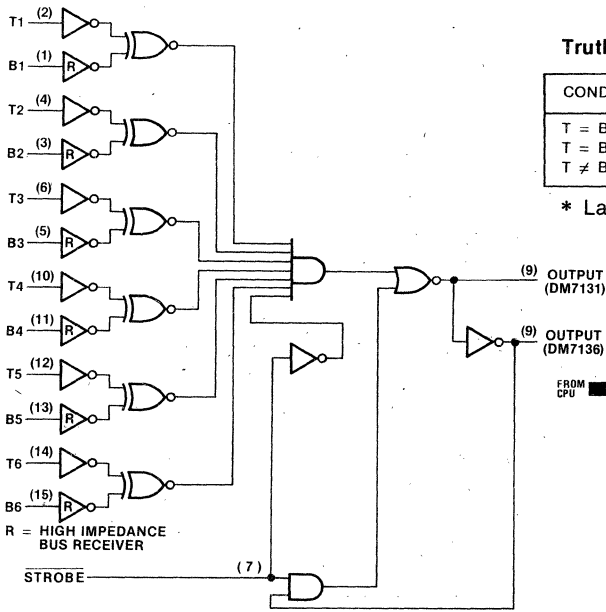 T1 (2)
B1 (1) R
T2 (4)
B2 (3) R
T3 (6)
B3 (5) R
T4 (10)
B4 (11) R
T5 (12)
B5 (13) R
T6 (14)
B6 (15) R
R = HIGH IMPEDANCE
BUS RECEIVER
STROBE (7)
(9) OUTPUT
(DM7131)
(9) OUTPUT
(DM7136)
FROM
CPU
Trutl
COND
T = B
T = B
T ≠ B
* La